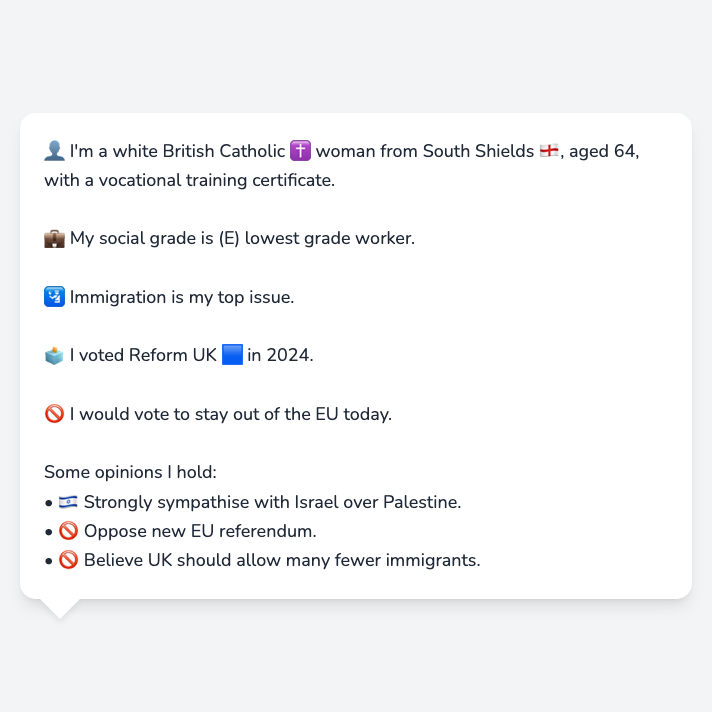 👤 I'm a white British Catholic ✝️ woman from South Shields 🏴󠁧󠁢󠁥󠁮󠁧󠁿, aged 64,
with a vocational training certificate.
💼 My social grade is (E) lowest grade worker.
🛂 Immigration is my top issue.
🗳️ I voted Reform UK 🟦 in 2024.
🚫 I would vote to stay out of the EU today.
Some opinions I hold:
• 🇮🇱 Strongly sympathise with Israel over Palestine.
• 🚫 Oppose new EU referendum.
• 🚫 Believe UK should allow many fewer immigrants.